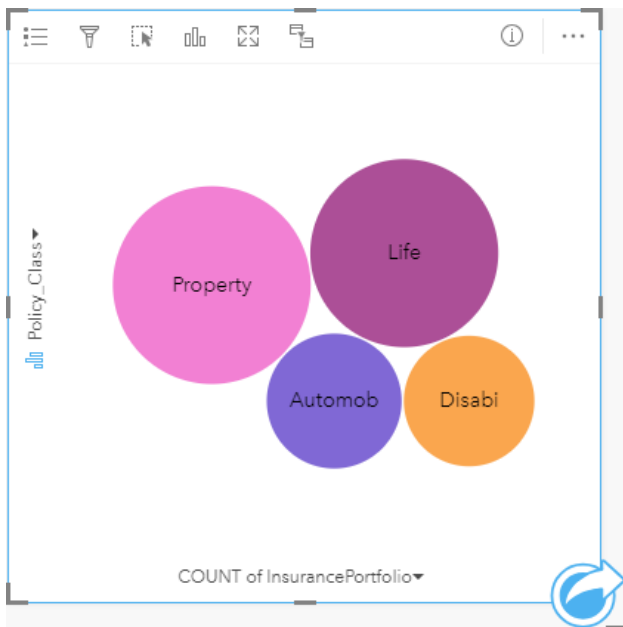 Life
Property
Automob
Disabi
Policy_Class
COUNT of InsurancePortfolio